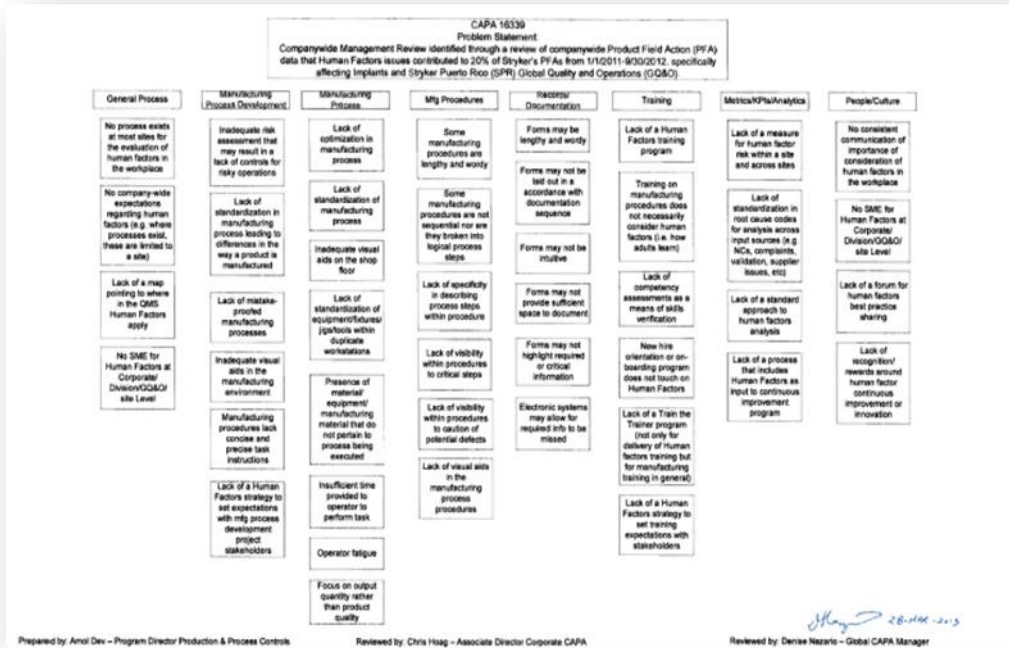 CAPA 16339
Problem Statement
Companywide Management Review identified through a review of companywide Product Field Action (PFA)
data that Human Factors issues contributed to 20% of Stryker's PFAs from 1/1/2011-9/30/2012, specifically
affecting Implants and Stryker Puerto Rico (SPR) Global Quality and Operations (GQ&O)
General Process
No process exists
at most sites for
the evaluation of
human factors in
the workplace
No company-wide
expectations
regarding human
factors (e.g. where
processes exist,
these are limited to
a site)
Lack of a map
pointing to where
in the QMS
Human Factors
apply
No SME for
Human Factors at
Corporate/
Division/GQ&O/
site Level
Manufacturing
Process Development
Inadequate risk
assessment that
may result in a
lack of controls for
risky operations
Lack of
standardization in
manufacturing
process leading to
differences in the
way a product is
manufactured
Lack of mistake-
proofed
manufacturing
processes
Inadequate visual
aids in the
manufacturing
environment
Manufacturing
procedures lack
concise and
precise task
instructions
Lack of a Human
Factors strategy to
set expectations
with mfg process
development
project
stakeholders
Manufacturing
Process
Lack of
optimization in
manufacturing
process
Lack of
standardization of
manufacturing
process
Inadequate visual
aids on the shop
floor
Lack of
standardization of
equipment/fixtures/
jigs/tools within
duplicate
workstations
Presence of
material/
equipment/
manufacturing
material that do
not pertain to
process being
executed
Insufficient time
provided to
operator to
perform task
Operator fatigue
Focus on output
quantity rather
than product
quality
Mfg Procedures
Some
manufacturing
procedures are
lengthy and wordy
Some
manufacturing
procedures are not
sequential nor are
they broken into
logical process
steps
Lack of specificity
in describing
process steps
within procedure
Lack of visibility
within procedures
to critical steps
Lack of visibility
within procedures
to caution of
potential defects
Lack of visual aids
in the
manufacturing
process
procedures
Records/
Documentation
Forms may be
lengthy and wordy
Forms may not be
laid out in a
accordance with
documentation
sequence
Forms may not be
intuitive
Forms may not
provide sufficient
space to document
Forms may not
highlight required
or critical
information
Electronic systems
may allow for
required info to be
missed
Training
Lack of a Human
Factors training
program
Training on
manufacturing
procedures does
not necessarily
consider human
factors (i.e. how
adults learn)
Lack of
competency
assessments as a
means of skills
verification
New hire
orientation or on-
boarding program
does not touch on
Human Factors
Lack of a Train the
Trainer program
(not only for
delivery of Human
factors training but
for manufacturing
training in general)
Lack of a Human
Factors strategy to
set training
expectations with
stakeholders
Metrics/KPIs/Analytics
Lack of a measure
for human factor
risk within a site
and across sites
Lack of
standardization in
root cause codes
for analysis across
input sources (e.g.
NCs, complaints,
validation, supplier
issues, etc)
Lack of a standard
approach to
human factors
analysis
Lack of a process
that includes
Human Factors as
input to continuous
improvement
program
People/Culture
No consistent
communication of
importance of
consideration of
human factors in
the workplace
No SME for
Human Factors at
Corporate/
Division/GQ&O/
site Level
Lack of a forum for
human factors
best practice
sharing
Lack of
recognition/
rewards around
human factor
continuous
improvement or
innovation
28-MAR-2013
Prepared by: Amol Dev – Program Director Production & Process Controls
Reviewed by: Chris Hoag – Associate Director Corporate CAPA
Reviewed by: Denise Nazario – Global CAPA Manager